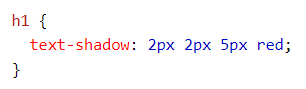 h1 {
  text-shadow: 2px 2px 5px red;
}